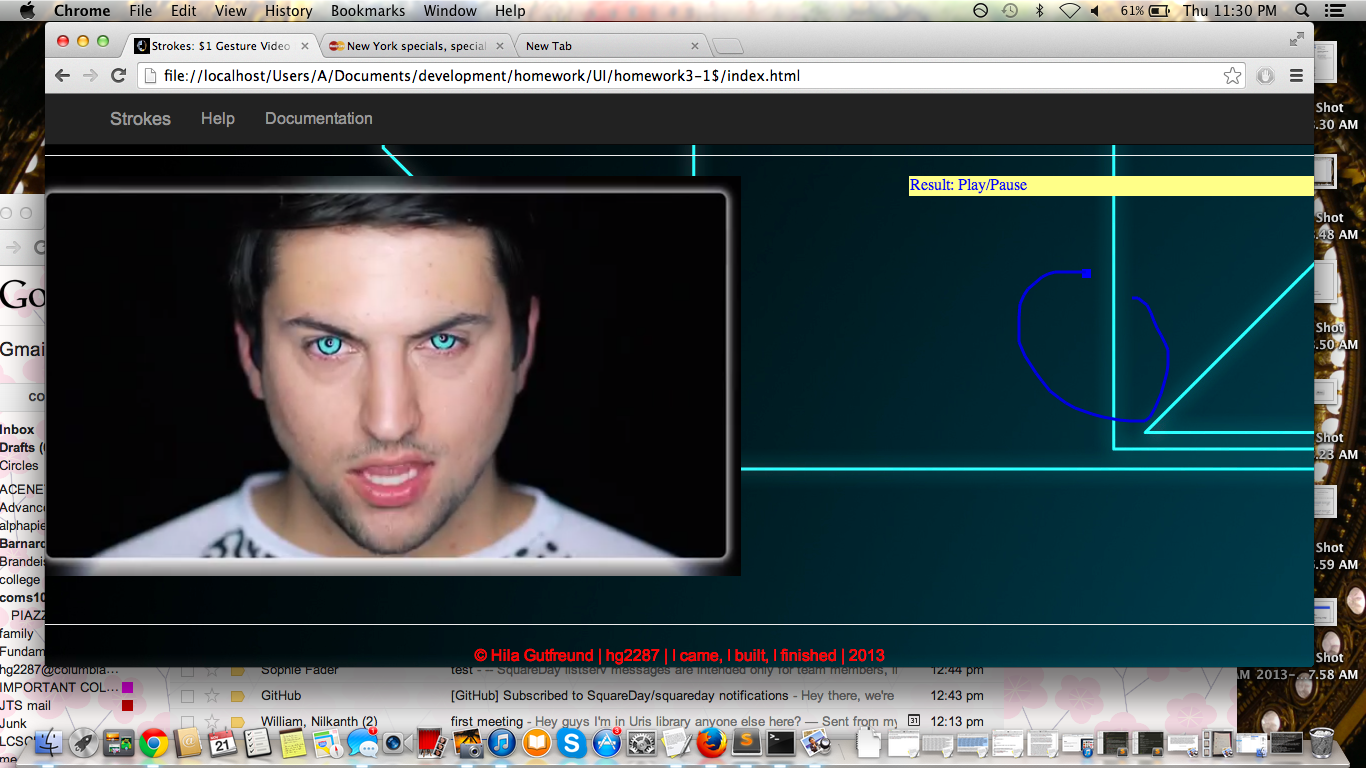 Chrome File Edit View History Bookmarks Window Help 61% Thu 11:30 PM
Strokes: $1 Gesture Video New York specials, special New Tab
file://localhost/Users/A/Documents/development/homework/UI/homework3-1$/index.html
Strokes Help Documentation
Result: Play/Pause
Shot
.30 AM
Shot
.48 AM
Shot
.50 AM
Shot
.23 AM
Shot
6.59 AM
AM 2013-...7.58 AM
Go
Gmai
co
Inbox
Drafts (
Circles
ACENE
Advanc
alphapie
Barnard
Brandeis
college
coms10
PIAZZ
family
Fundam
hg2287@columbia...
IMPORTANT COL...
JTS mail
Junk
LCSC
me
© Hila Gutfreund | hg2287 | I came, I built, I finished | 2013
Sophie Fader test - – SquareDay listserv messages are intended only for team members, 12:44 pm
GitHub [GitHub] Subscribed to SquareDay/squareday notifications - Hey there, we're 12:43 pm
William, Nilkanth (2) first meeting - Hey guys I'm in Uris library anyone else here? — Sent from my 31 12:13 pm
21
1
3